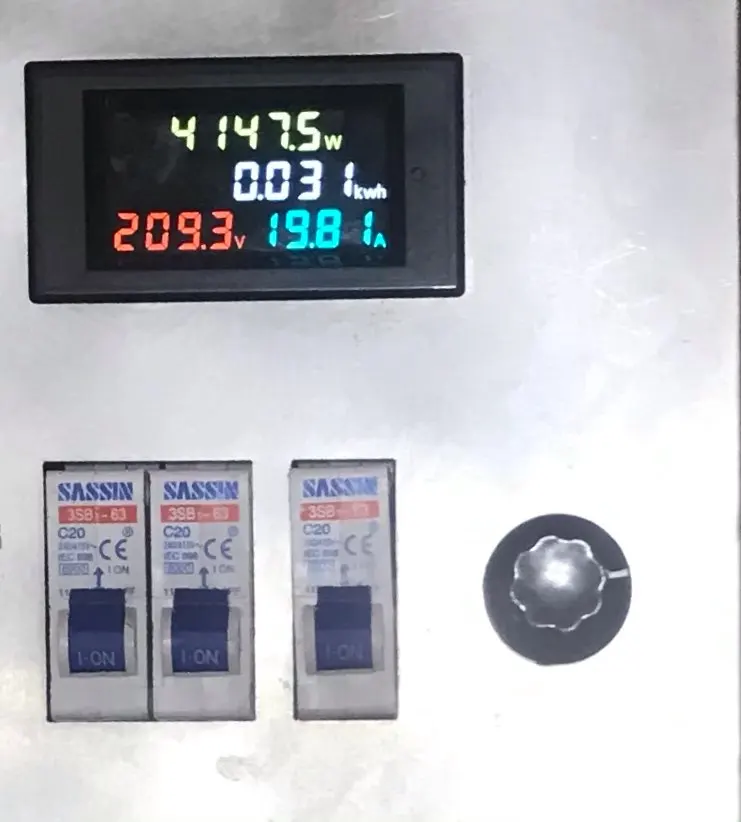 4147.5W
0.031kwh
209.3V 19.81A
SASSIN
3SB1-63
C20
CE
I ON
I·ON
SASSIN
3SB1-63
C20
CE
I ON
I·ON
SASSIN
C20
CE
I·ON